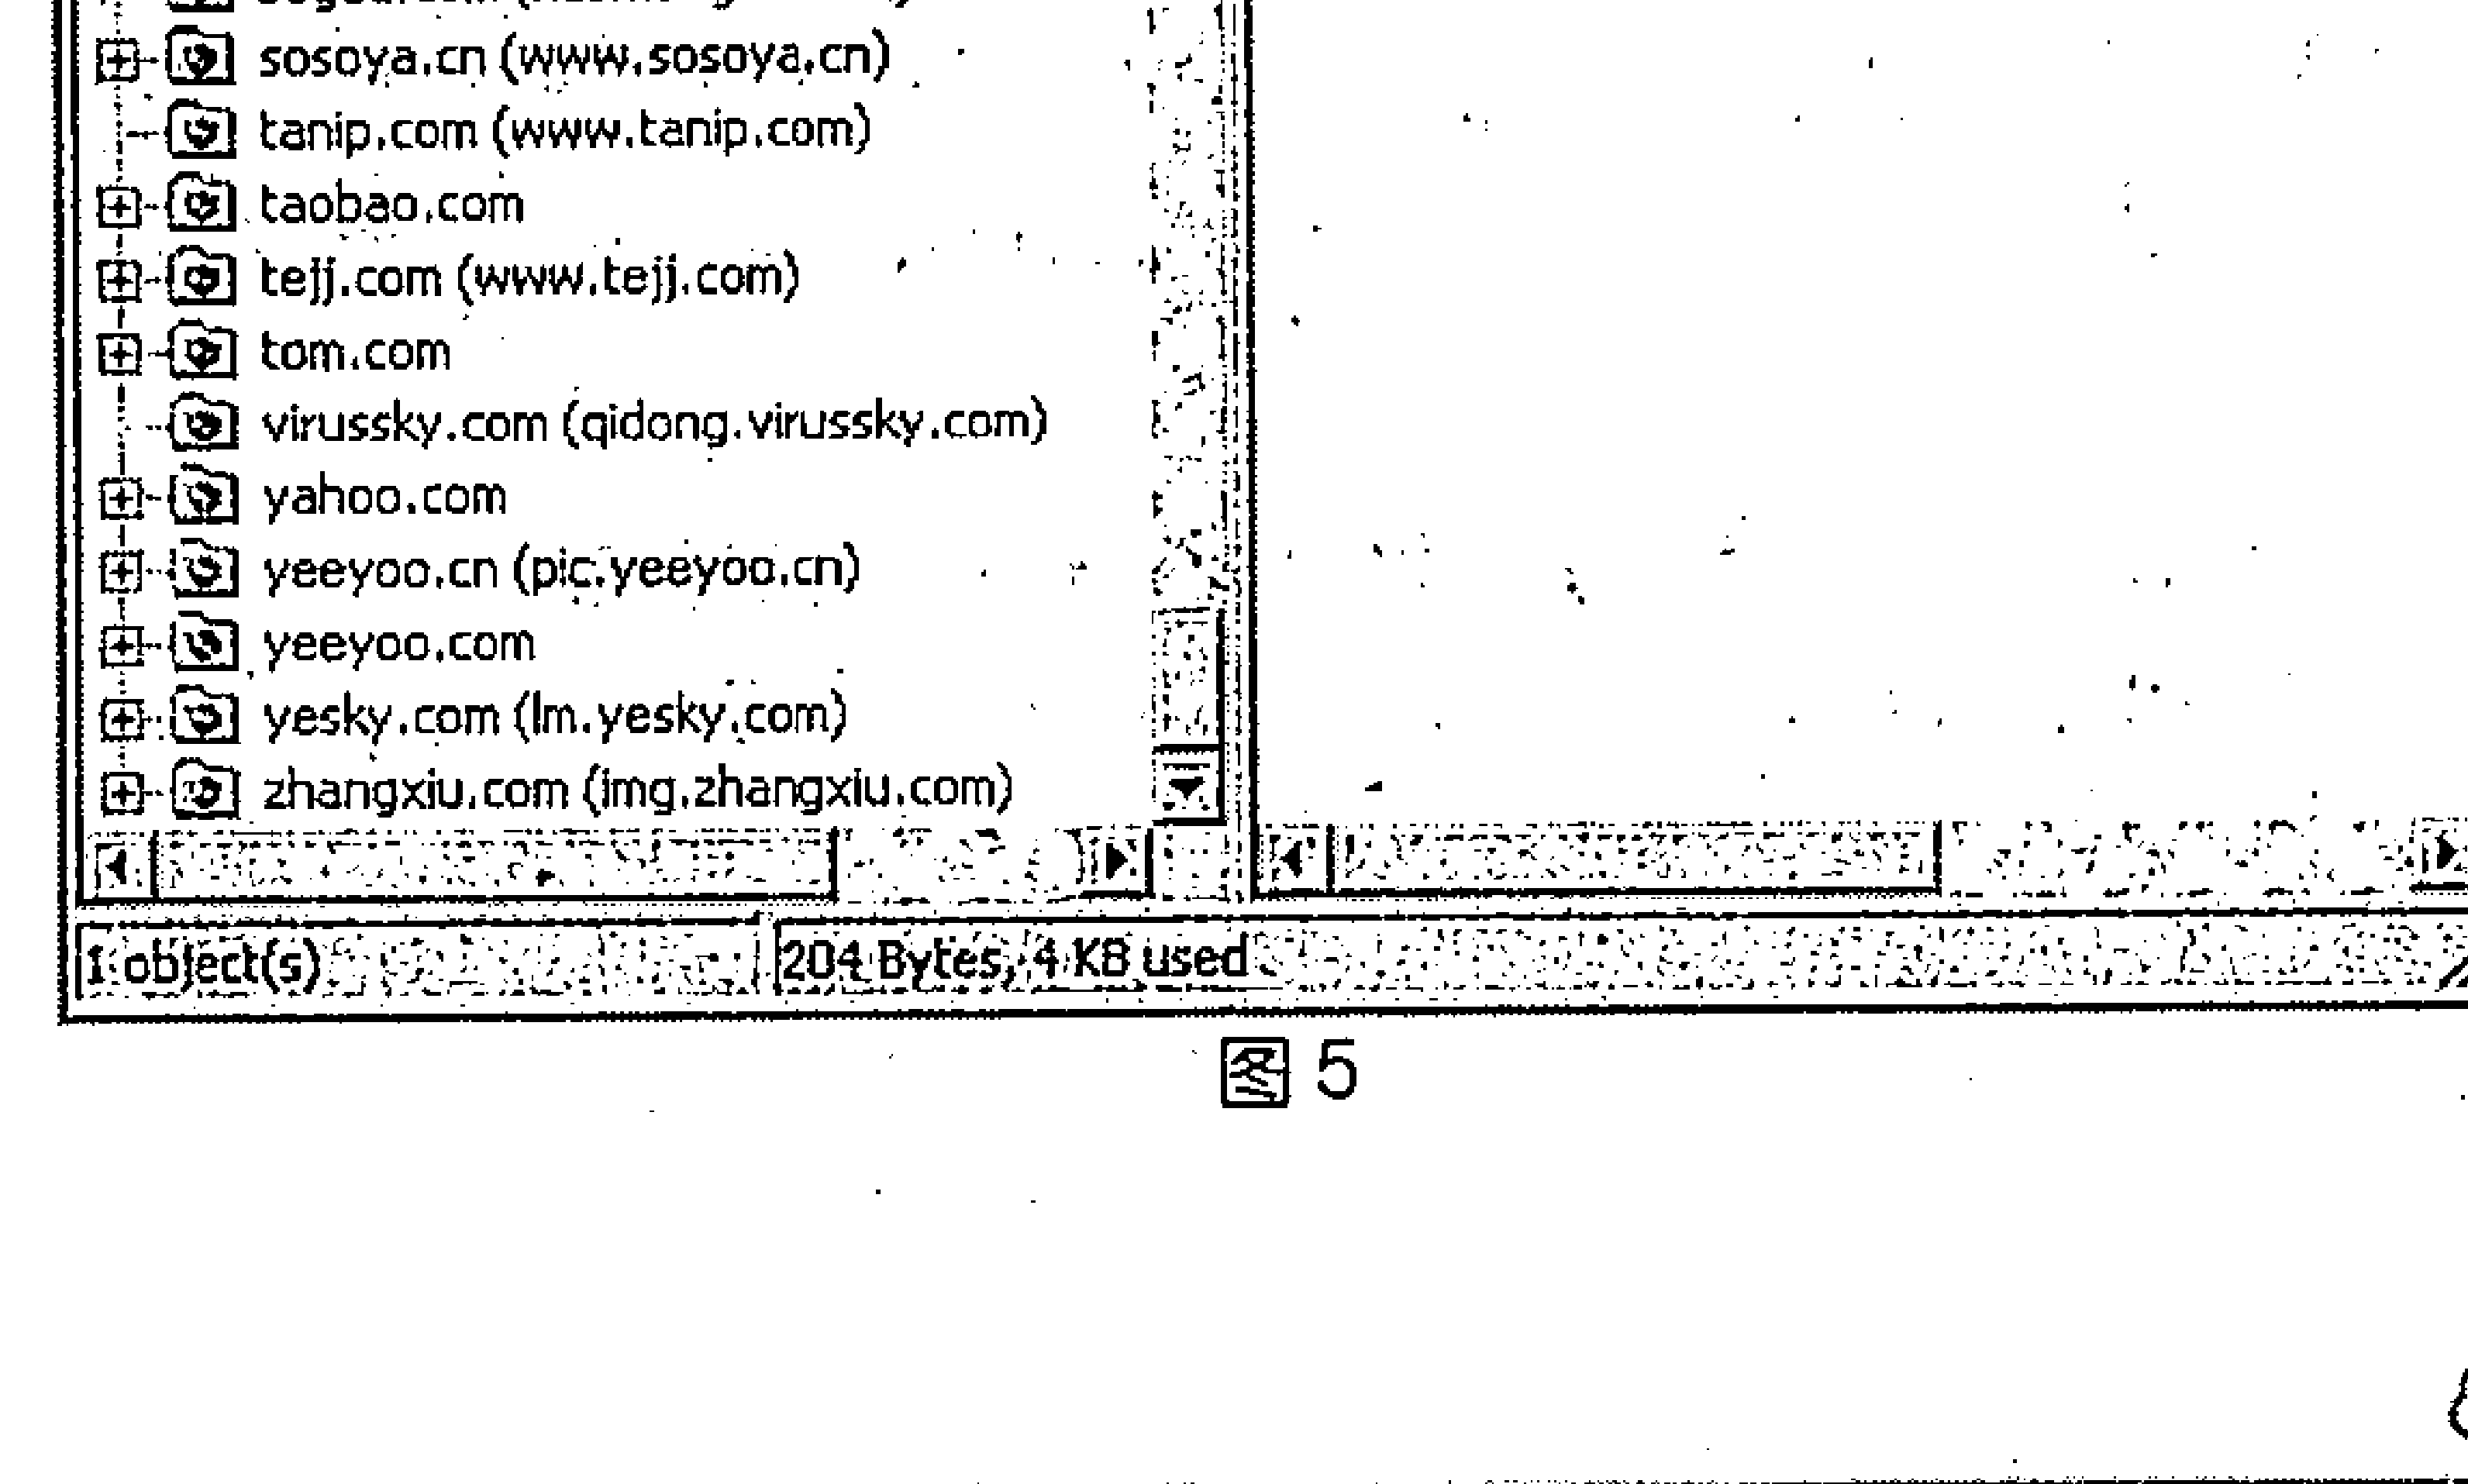 sosoya.cn (www.sosoya.cn)
tanip.com (www.tanip.com)
taobao.com
tejj.com (www.tejj.com)
tom.com
virussky.com (qidong.virussky.com)
yahoo.com
yeeyoo.cn (pic.yeeyoo.cn)
yeeyoo.com
yesky.com (lm.yesky.com)
zhangxiu.com (img.zhangxiu.com)
1 object(s)
204 Bytes, 4 KB used
图 5